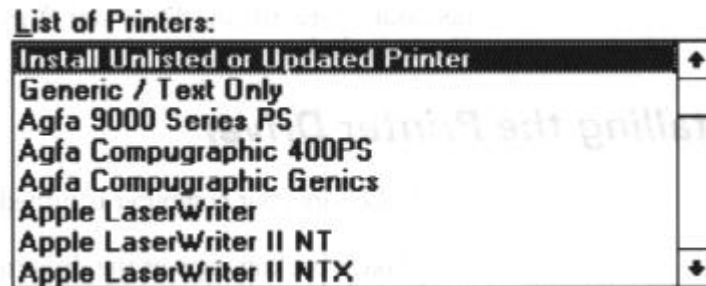 List of Printers:
Install Unlisted or Updated Printer
Generic / Text Only
Agfa 9000 Series PS
Agfa Compugraphic 400PS
Agfa Compugraphic Genics
Apple LaserWriter
Apple LaserWriter II NT
Apple LaserWriter II NTX